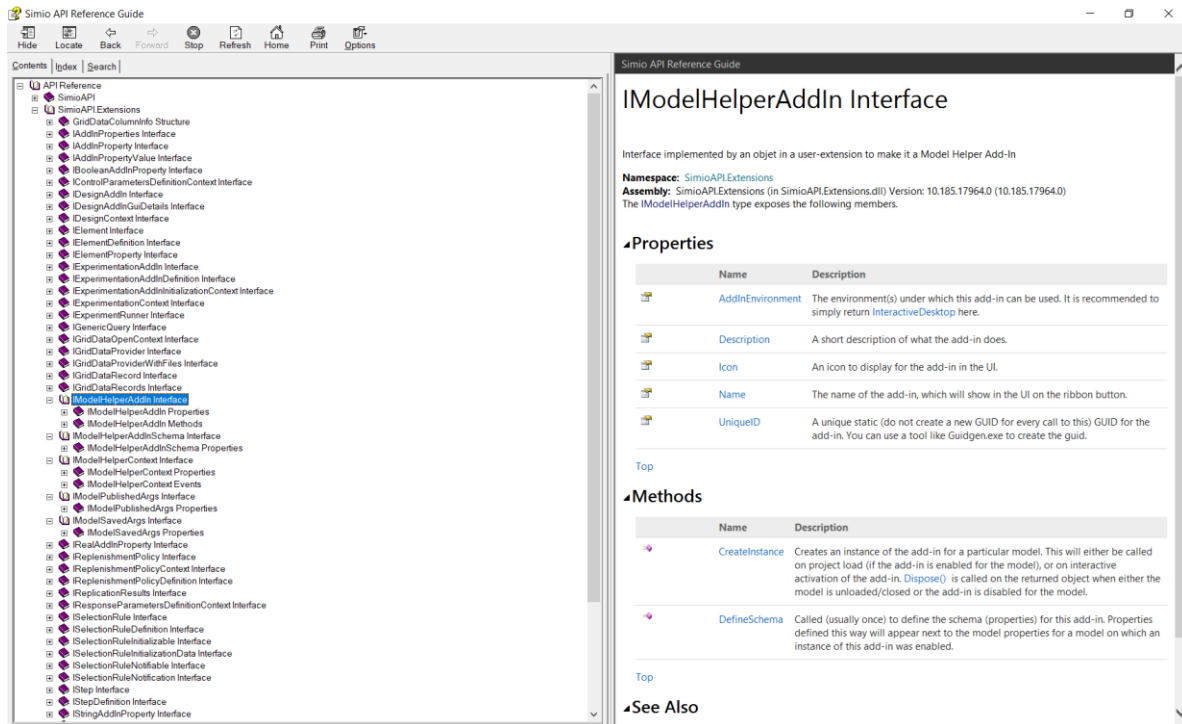 Simio API Reference Guide
Hide Locate Back Forward Stop Refresh Home Print Options
Contents Index Search
API Reference
SimioAPI
SimioAPI.Extensions
GridDataColumnInfo Structure
IAddInProperties Interface
IAddInProperty Interface
IAddInPropertyValue Interface
IBooleanAddInProperty Interface
IControlParametersDefinitionContext Interface
IDesignAddIn Interface
IDesignAddInGuiDetails Interface
IDesignContext Interface
IElement Interface
IElementDefinition Interface
IElementProperty Interface
IExperimentationAddIn Interface
IExperimentationAddInDefinition Interface
IExperimentationAddInInitializationContext Interface
IExperimentationContext Interface
IExperimentRunner Interface
IGenericQuery Interface
IGridDataOpenContext Interface
IGridDataProvider Interface
IGridDataProviderWithFiles Interface
IGridDataRecord Interface
IGridDataRecords Interface
IModelHelperAddIn Interface
IModelHelperAddIn Properties
IModelHelperAddIn Methods
IModelHelperAddInSchema Interface
IModelHelperAddInSchema Properties
IModelHelperContext Interface
IModelHelperContext Properties
IModelHelperContext Events
IModelPublishedArgs Interface
IModelPublishedArgs Properties
IModelSavedArgs Interface
IModelSavedArgs Properties
IRealAddInProperty Interface
IReplenishmentPolicy Interface
IReplenishmentPolicyContext Interface
IReplenishmentPolicyDefinition Interface
IReplicationResults Interface
IResponseParametersDefinitionContext Interface
ISelectionRule Interface
ISelectionRuleDefinition Interface
ISelectionRuleInitializable Interface
ISelectionRuleInitializationData Interface
ISelectionRuleNotifiable Interface
ISelectionRuleNotification Interface
IStep Interface
IStepDefinition Interface
IStringAddInProperty Interface
Simio API Reference Guide
IModelHelperAddIn Interface
Interface implemented by an objet in a user-extension to make it a Model Helper Add-In
Namespace: SimioAPI.Extensions
Assembly: SimioAPI.Extensions (in SimioAPI.Extensions.dll) Version: 10.185.17964.0 (10.185.17964.0)
The IModelHelperAddIn type exposes the following members.
Properties
Name Description
AddInEnvironment The environment(s) under which this add-in can be used. It is recommended to
simply return InteractiveDesktop here.
Description A short description of what the add-in does.
Icon An icon to display for the add-in in the UI.
Name The name of the add-in, which will show in the UI on the ribbon button.
UniqueID A unique static (do not create a new GUID for every call to this) GUID for the
add-in. You can use a tool like Guidgen.exe to create the guid.
Top
Methods
Name Description
CreateInstance Creates an instance of the add-in for a particular model. This will either be called
on project load (if the add-in is enabled for the model), or on interactive
activation of the add-in. Dispose() is called on the returned object when either the
model is unloaded/closed or the add-in is disabled for the model.
DefineSchema Called (usually once) to define the schema (properties) for this add-in. Properties
defined this way will appear next to the model properties for a model on which an
instance of this add-in was enabled.
Top
See Also